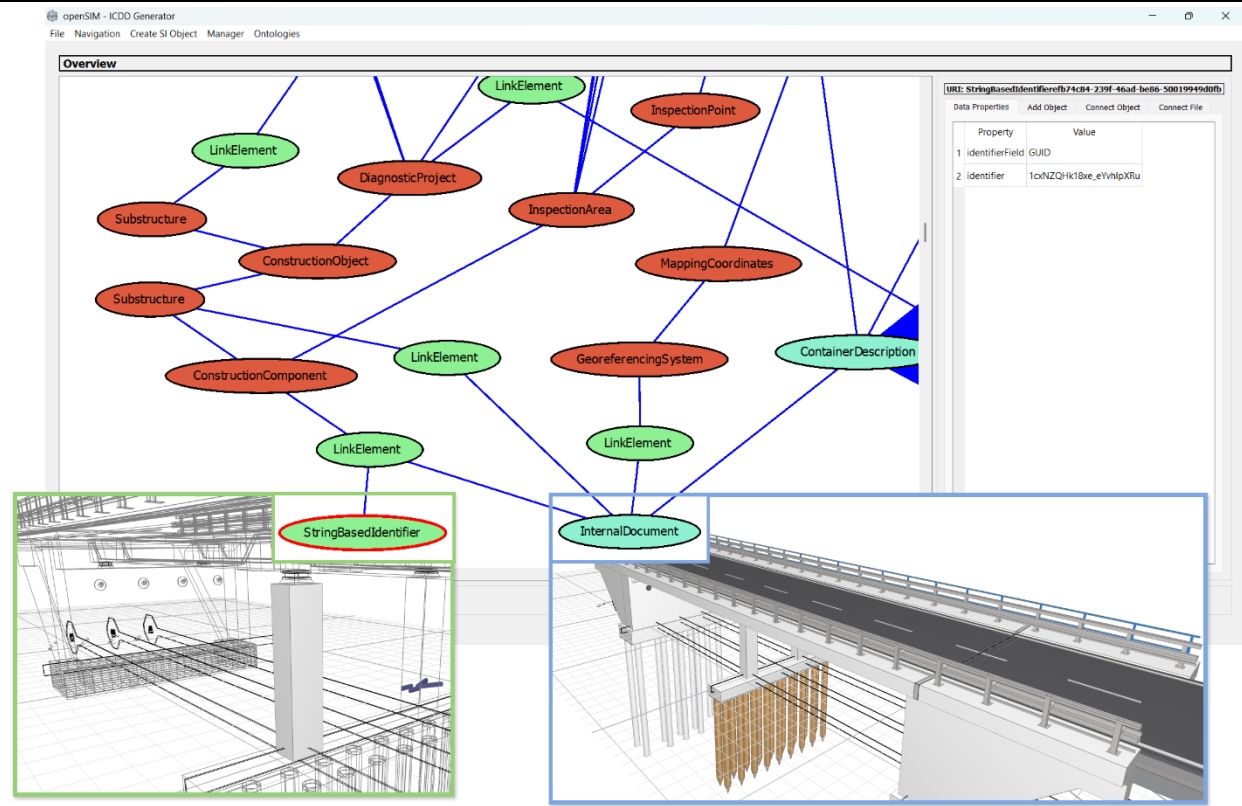 openSIM - ICDD Generator
File Navigation Create SI Object Manager Ontologies
Overview
LinkElement
InspectionPoint
LinkElement
DiagnosticProject
InspectionArea
Substructure
ConstructionObject
MappingCoordinates
Substructure
LinkElement
GeoreferencingSystem
ContainerDescription
ConstructionComponent
LinkElement
LinkElement
StringBasedIdentifier
InternalDocument
URI: StringBasedIdentifierefb74c84-239f-46ad-be86-50019949d0fb
Data Properties Add Object Connect Object Connect File
Property Value
1 identifierField GUID
2 identifier 1cxNZQHk18xe_eYvhIpXRu